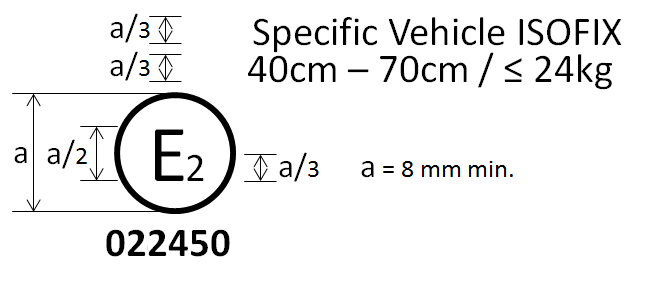 a/3 Specific Vehicle ISOFIX
a/3 40cm – 70cm / ≤ 24kg
a a/2 E2 a/3 a = 8 mm min.
022450